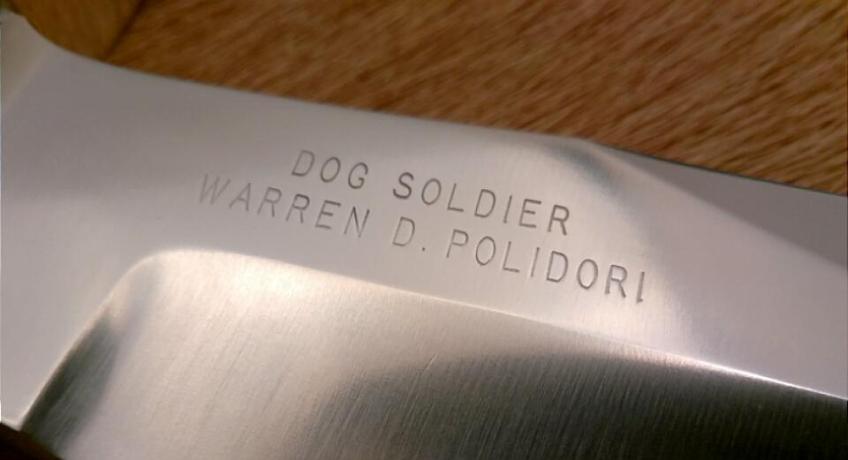 DOG SOLDIER
WARREN D. POLIDORI